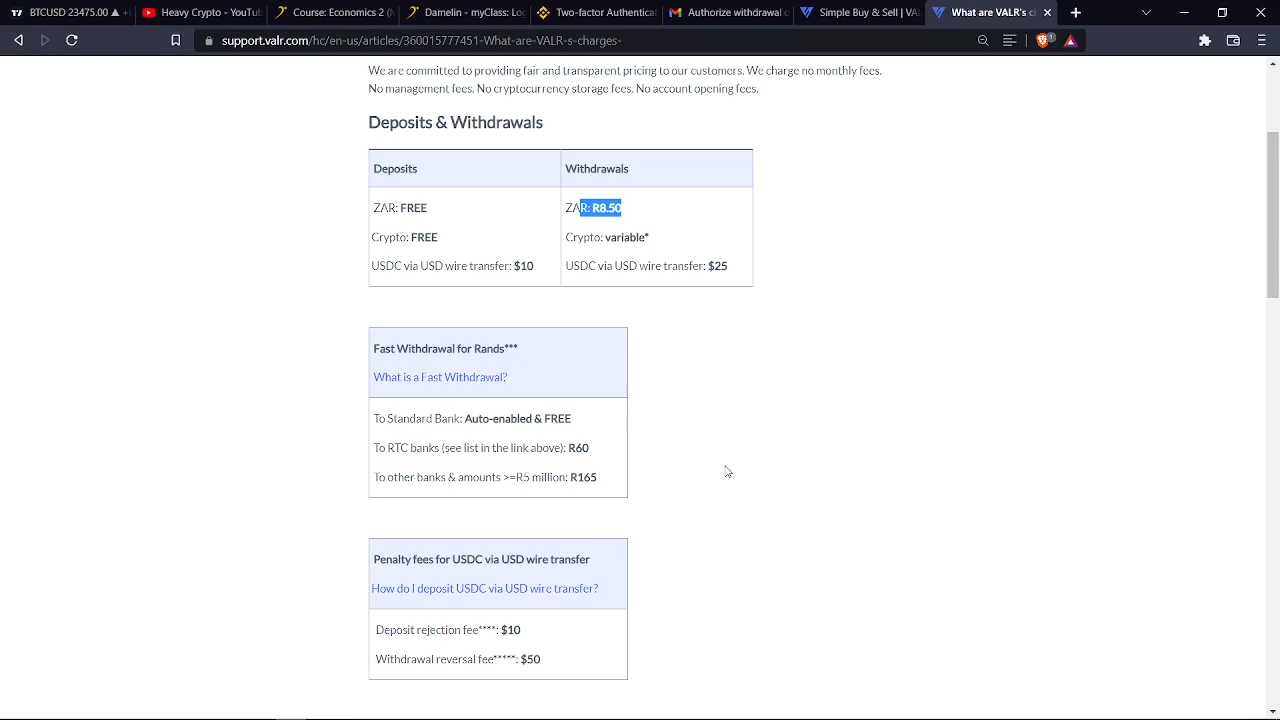 BTCUSD 23475.00 ▲ +
Heavy Crypto - YouTu
Course: Economics 2 (
Damelin - myClass: Lo
Two-factor Authentica
Authorize withdrawal o
Simple Buy & Sell | VAL
What are VALR's c
support.valr.com/hc/en-us/articles/360015777451-What-are-VALR-s-charges-
1
We are committed to providing fair and transparent pricing to our customers. We charge no monthly fees.
No management fees. No cryptocurrency storage fees. No account opening fees.
Deposits & Withdrawals
Deposits
Withdrawals
ZAR: FREE
ZAR: R8.50
Crypto: FREE
Crypto: variable*
USDC via USD wire transfer: $10
USDC via USD wire transfer: $25
Fast Withdrawal for Rands***
What is a Fast Withdrawal?
To Standard Bank: Auto-enabled & FREE
To RTC banks (see list in the link above): R60
To other banks & amounts >=R5 million: R165
Penalty fees for USDC via USD wire transfer
How do I deposit USDC via USD wire transfer?
Deposit rejection fee****: $10
Withdrawal reversal fee*****: $50